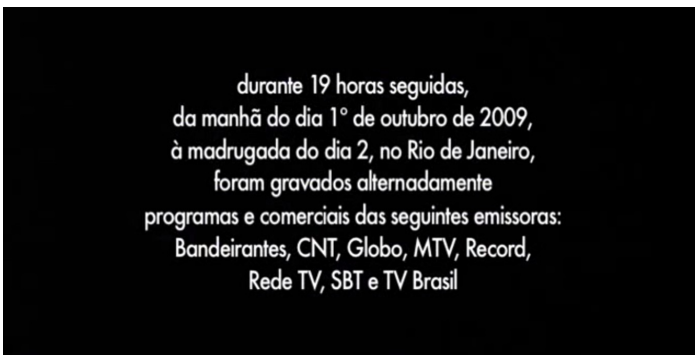 durante 19 horas seguidas,
da manhã do dia 1° de outubro de 2009,
à madrugada do dia 2, no Rio de Janeiro,
foram gravados alternadamente
programas e comerciais das seguintes emissoras:
Bandeirantes, CNT, Globo, MTV, Record,
Rede TV, SBT e TV Brasil